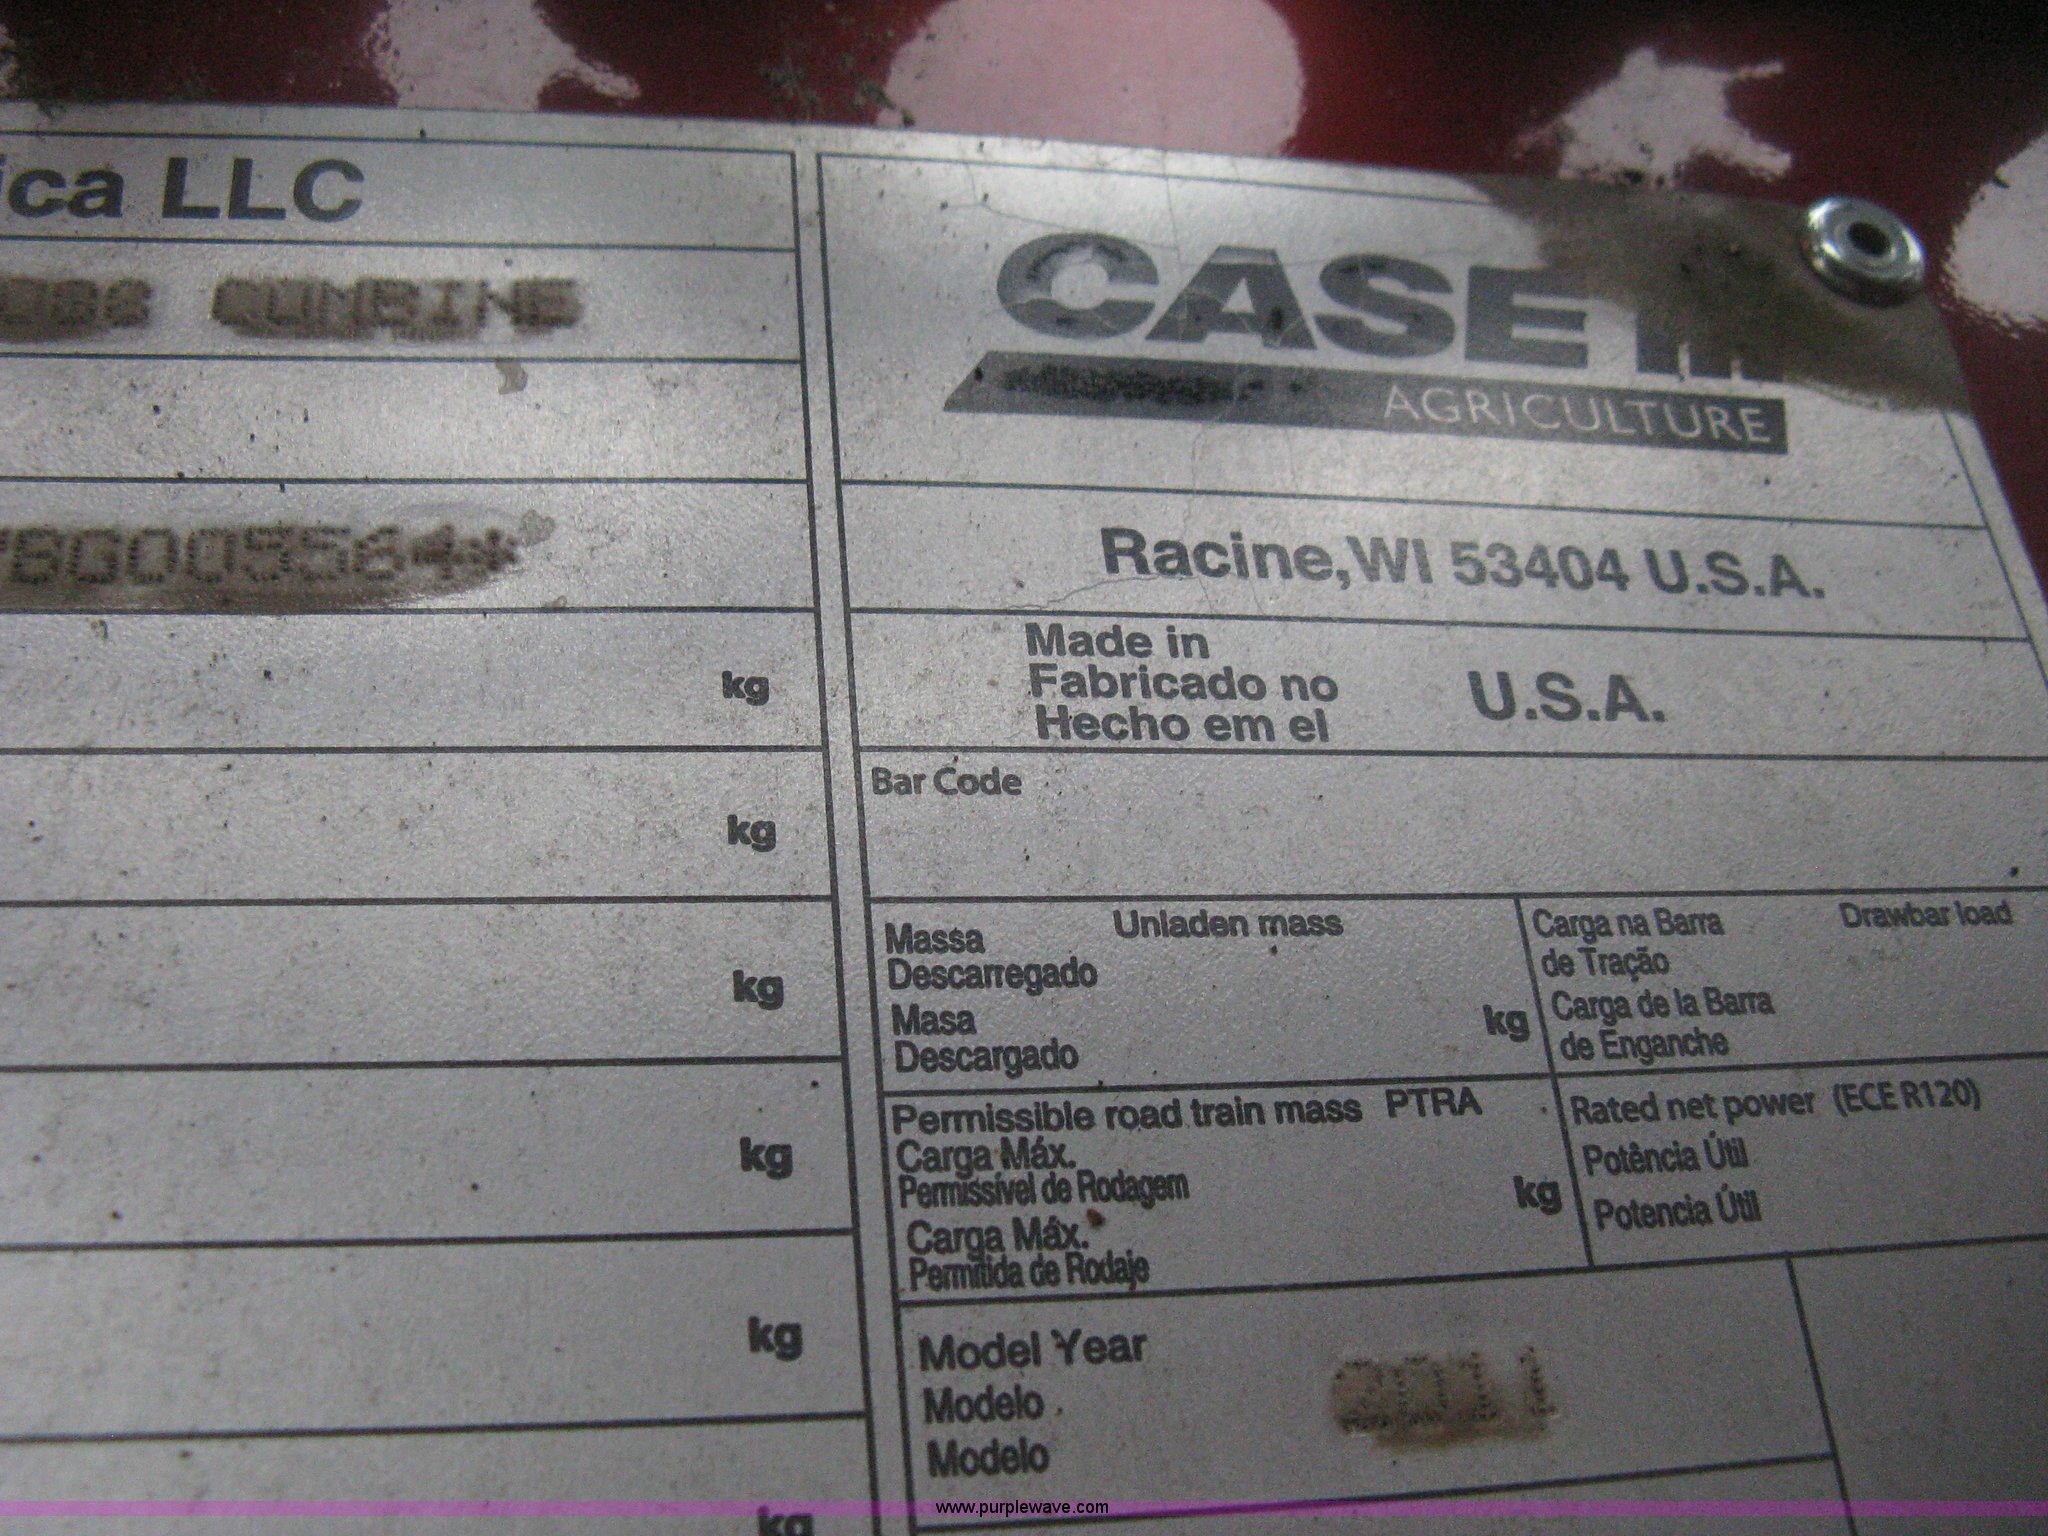 ica LLC
COMBINE
BG005564*
kg
kg
kg
kg
kg
kg
CASE
AGRICULTURE
Racine, WI 53404 U.S.A.
Made in
Fabricado no
Hecho em el
U.S.A.
Bar Code
Massa
Descarregado
Masa
Descargado
Unladen mass
kg
Carga na Barra
de Tração
Carga de la Barra
de Enganche
Drawbar load
Permissible road train mass PTRA
Carga Máx.
Permissível de Rodagem
Carga Máx.
Permitida de Rodaje
kg
Rated net power (ECE R120)
Potência Útil
Potencia Útil
Model Year
Modelo
Modelo
www.purplewave.com